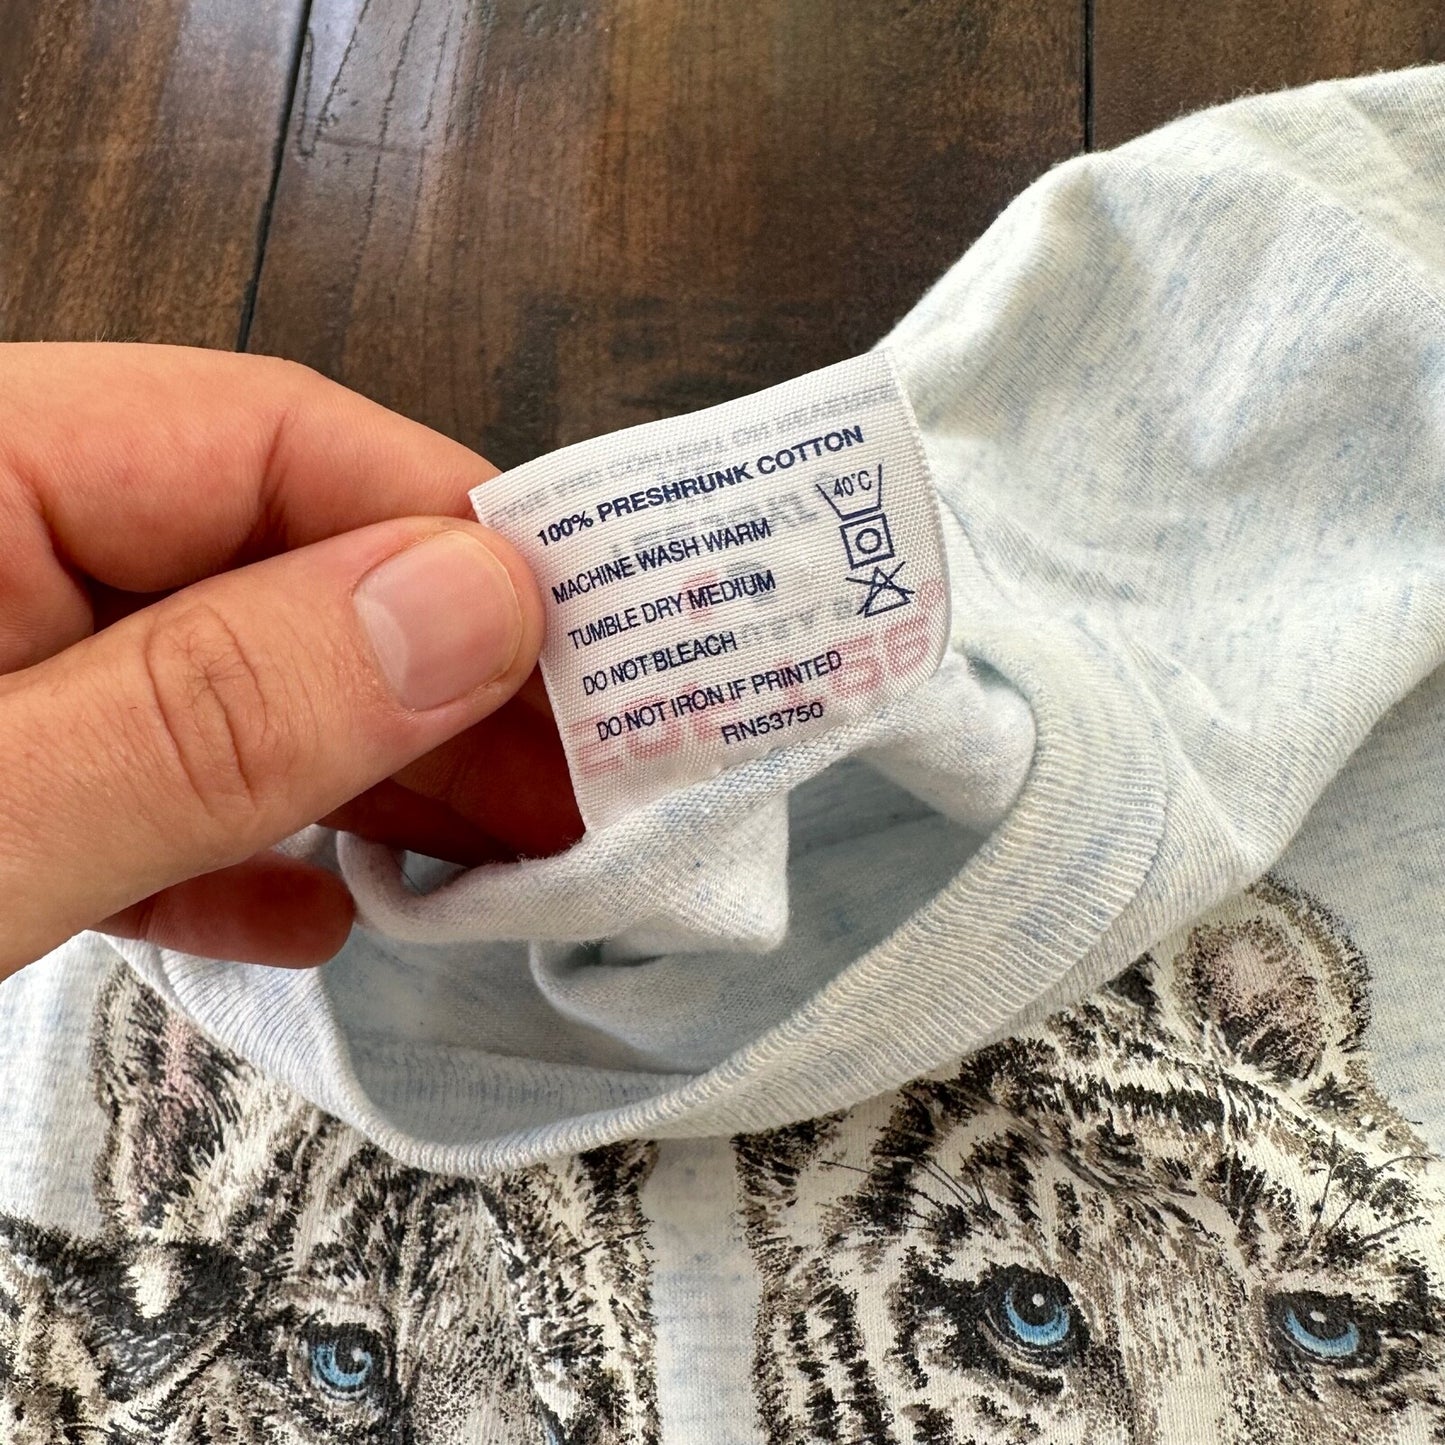 100% PRESHRUNK COTTON
MACHINE WASH WARM
40°C
TUMBLE DRY MEDIUM
DO NOT BLEACH
DO NOT IRON IF PRINTED
RN53750